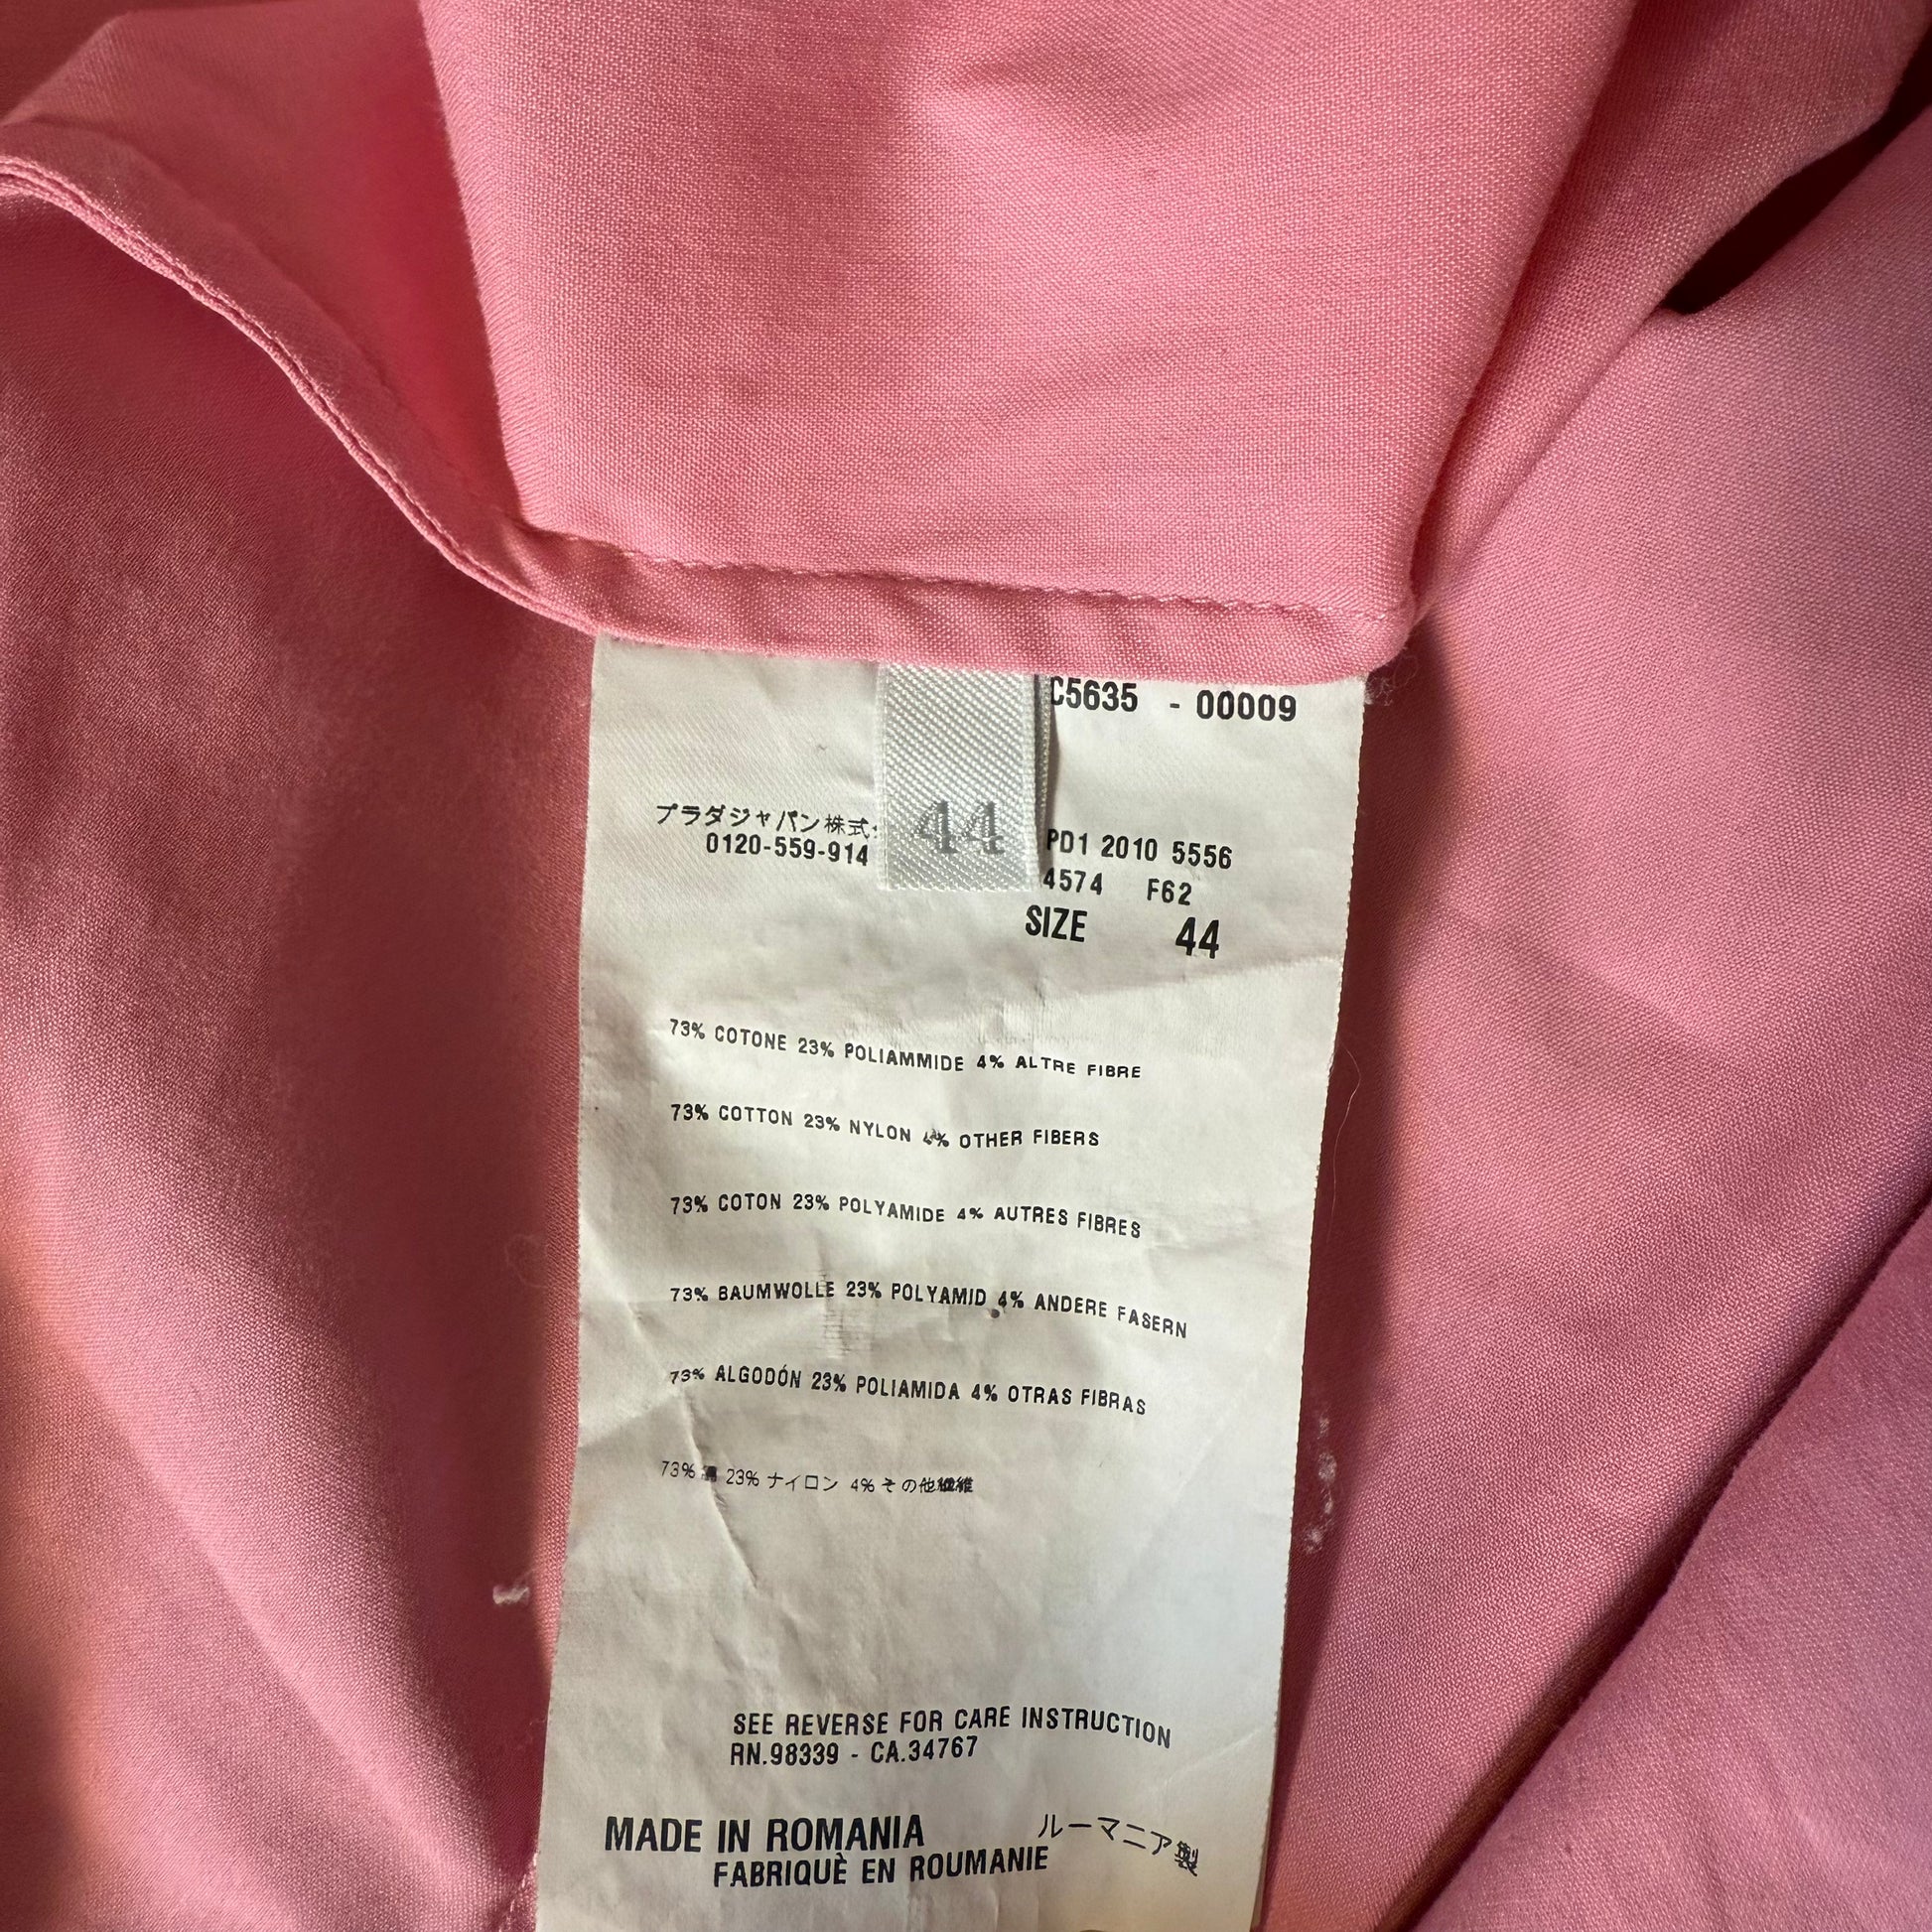 C5635 - 00009
44
プラダジャパン株式
0120-559-914
PD1 2010 5556
4574 F62
SIZE 44
73% COTONE 23% POLIAMMIDE 4% ALTRE FIBRE
73% COTTON 23% NYLON 4% OTHER FIBERS
73% COTON 23% POLYAMIDE 4% AUTRES FIBRES
73% BAUMWOLLE 23% POLYAMID 4% ANDERE FASERN
73% ALGODÓN 23% POLIAMIDA 4% OTRAS FIBRAS
73% 23% ナイロン 4% その他繊維
SEE REVERSE FOR CARE INSTRUCTION
RN.98339 - CA.34767
MADE IN ROMANIA ルーマニア製
FABRIQUÈ EN ROUMANIE